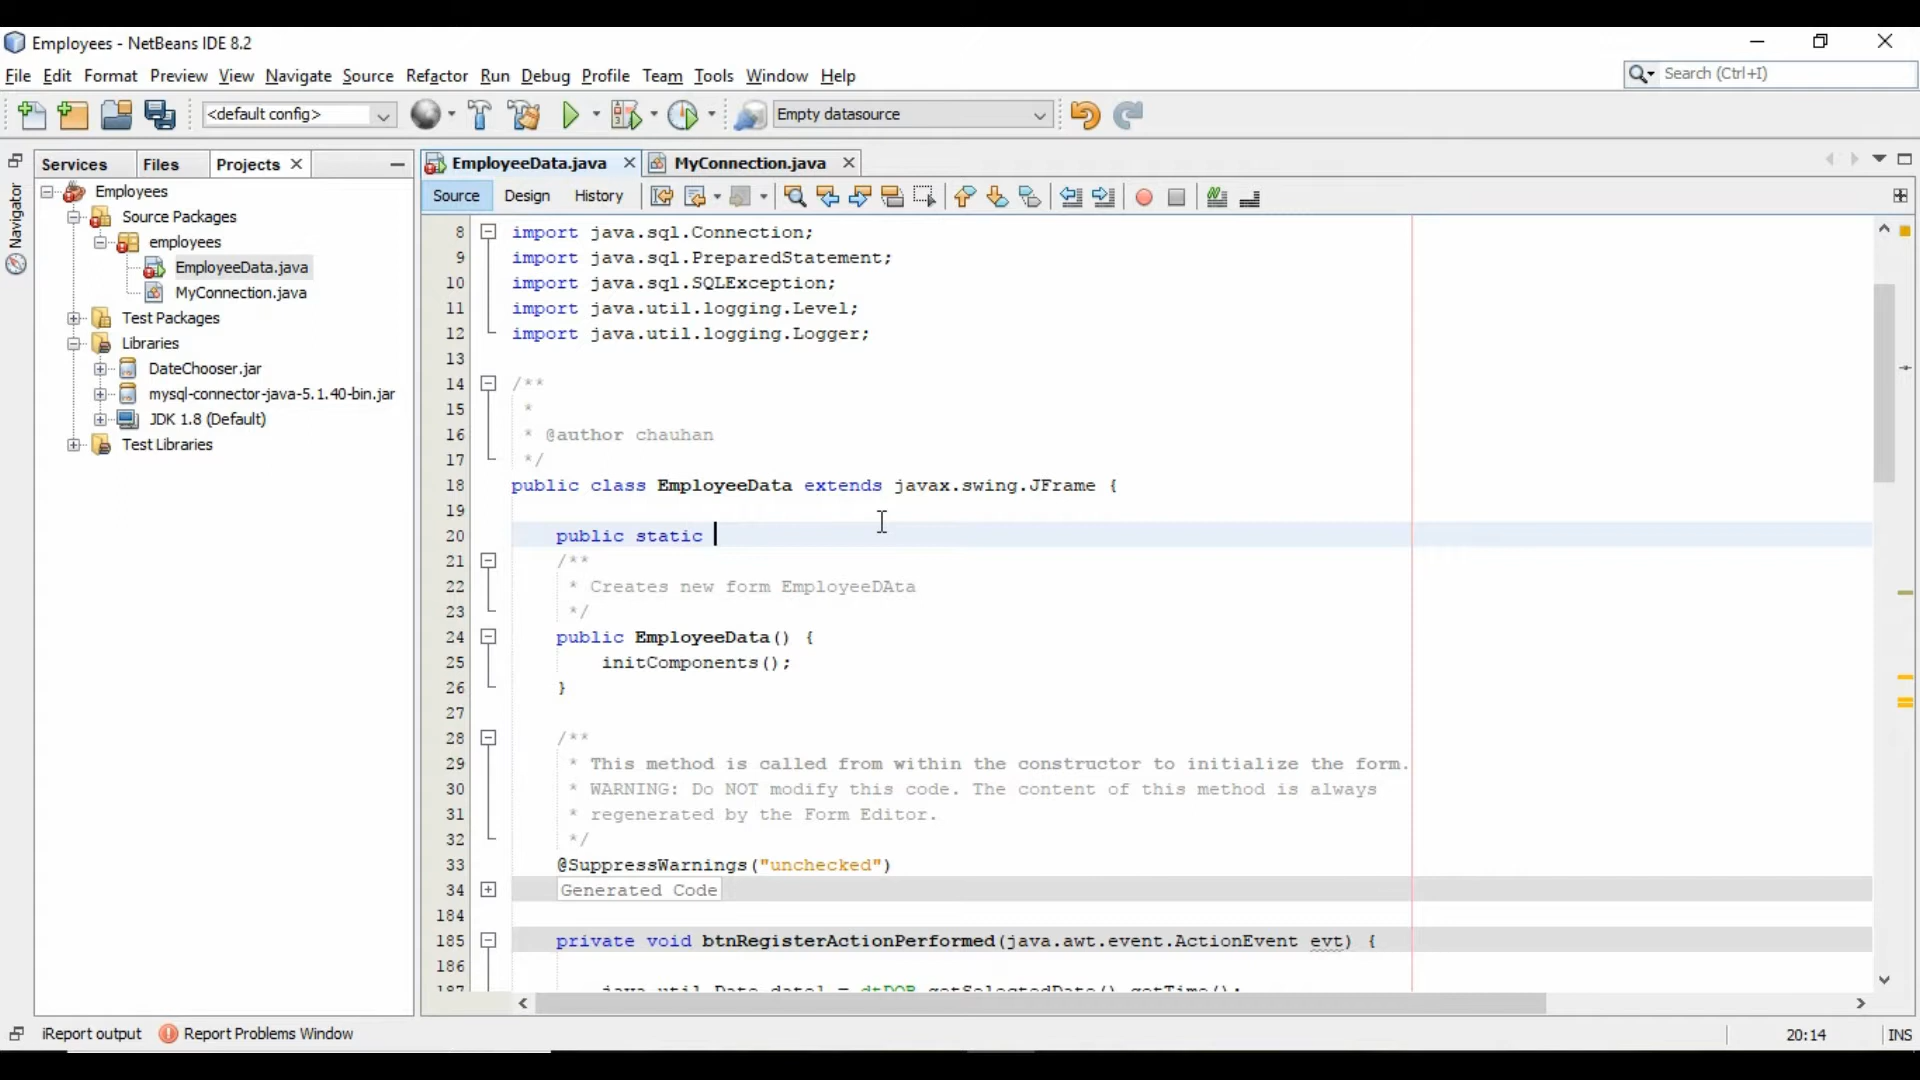 Employees - NetBeans IDE 8.2
File Edit Format Preview View Navigate Source Refactor Run Debug Profile Team Tools Window Help
Search (Ctrl+I)
<default config>
Empty datasource
Services Files Projects
EmployeeData.java MyConnection.java
Source Design History
Navigator
Employees
Source Packages
employees
EmployeeData.java
MyConnection.java
Test Packages
Libraries
DateChooser.jar
mysql-connector-java-5.1.40-bin.jar
JDK 1.8 (Default)
Test Libraries
8 import java.sql.Connection;
9 import java.sql.PreparedStatement;
10 import java.sql.SQLException;
11 import java.util.logging.Level;
12 import java.util.logging.Logger;
13
14 /**
15 *
16 * @author chauhan
17 */
18 public class EmployeeData extends javax.swing.JFrame {
19
20 public static
21 /**
22 * Creates new form EmployeeDAta
23 */
24 public EmployeeData() {
25 initComponents();
26 }
27
28 /**
29 * This method is called from within the constructor to initialize the form.
30 * WARNING: Do NOT modify this code. The content of this method is always
31 * regenerated by the Form Editor.
32 */
33 @SuppressWarnings("unchecked")
34 Generated Code
184
185 private void btnRegisterActionPerformed(java.awt.event.ActionEvent evt) {
186
187 java.util.Date date1 = dtDOB.getSelectedDate().getTime();
iReport output Report Problems Window
20:14 INS